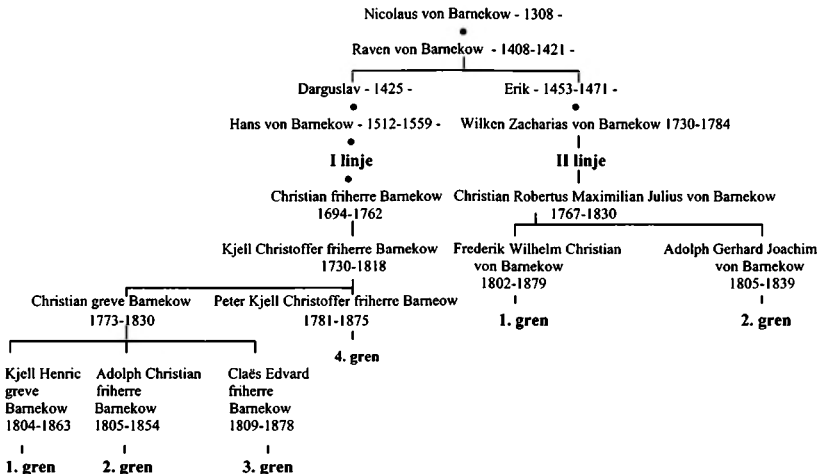 Nicolaus von Barnekow - 1308 -
Raven von Barnekow - 1408-1421 -
Darguslav - 1425 -
Erik - 1453-1471 -
Hans von Barnekow - 1512-1559 -
Wilken Zacharias von Barnekow 1730-1784
I linje
II linje
Christian friherre Barnekow
1694-1762
Christian Robertus Maximilian Julius von Barnekow
1767-1830
Kjell Christoffer friherre Barnekow
1730-1818
Frederik Wilhelm Christian
von Barnekow
1802-1879
Adolph Gerhard Joachim
von Barnekow
1805-1839
Christian greve Barnekow
1773-1830
Peter Kjell Christoffer friherre Barneow
1781-1875
1. gren
2. gren
4. gren
Kjell Henric
greve
Barnekow
1804-1863
Adolph Christian
friherre
Barnekow
1805-1854
Claës Edvard
friherre
Barnekow
1809-1878
1. gren
2. gren
3. gren